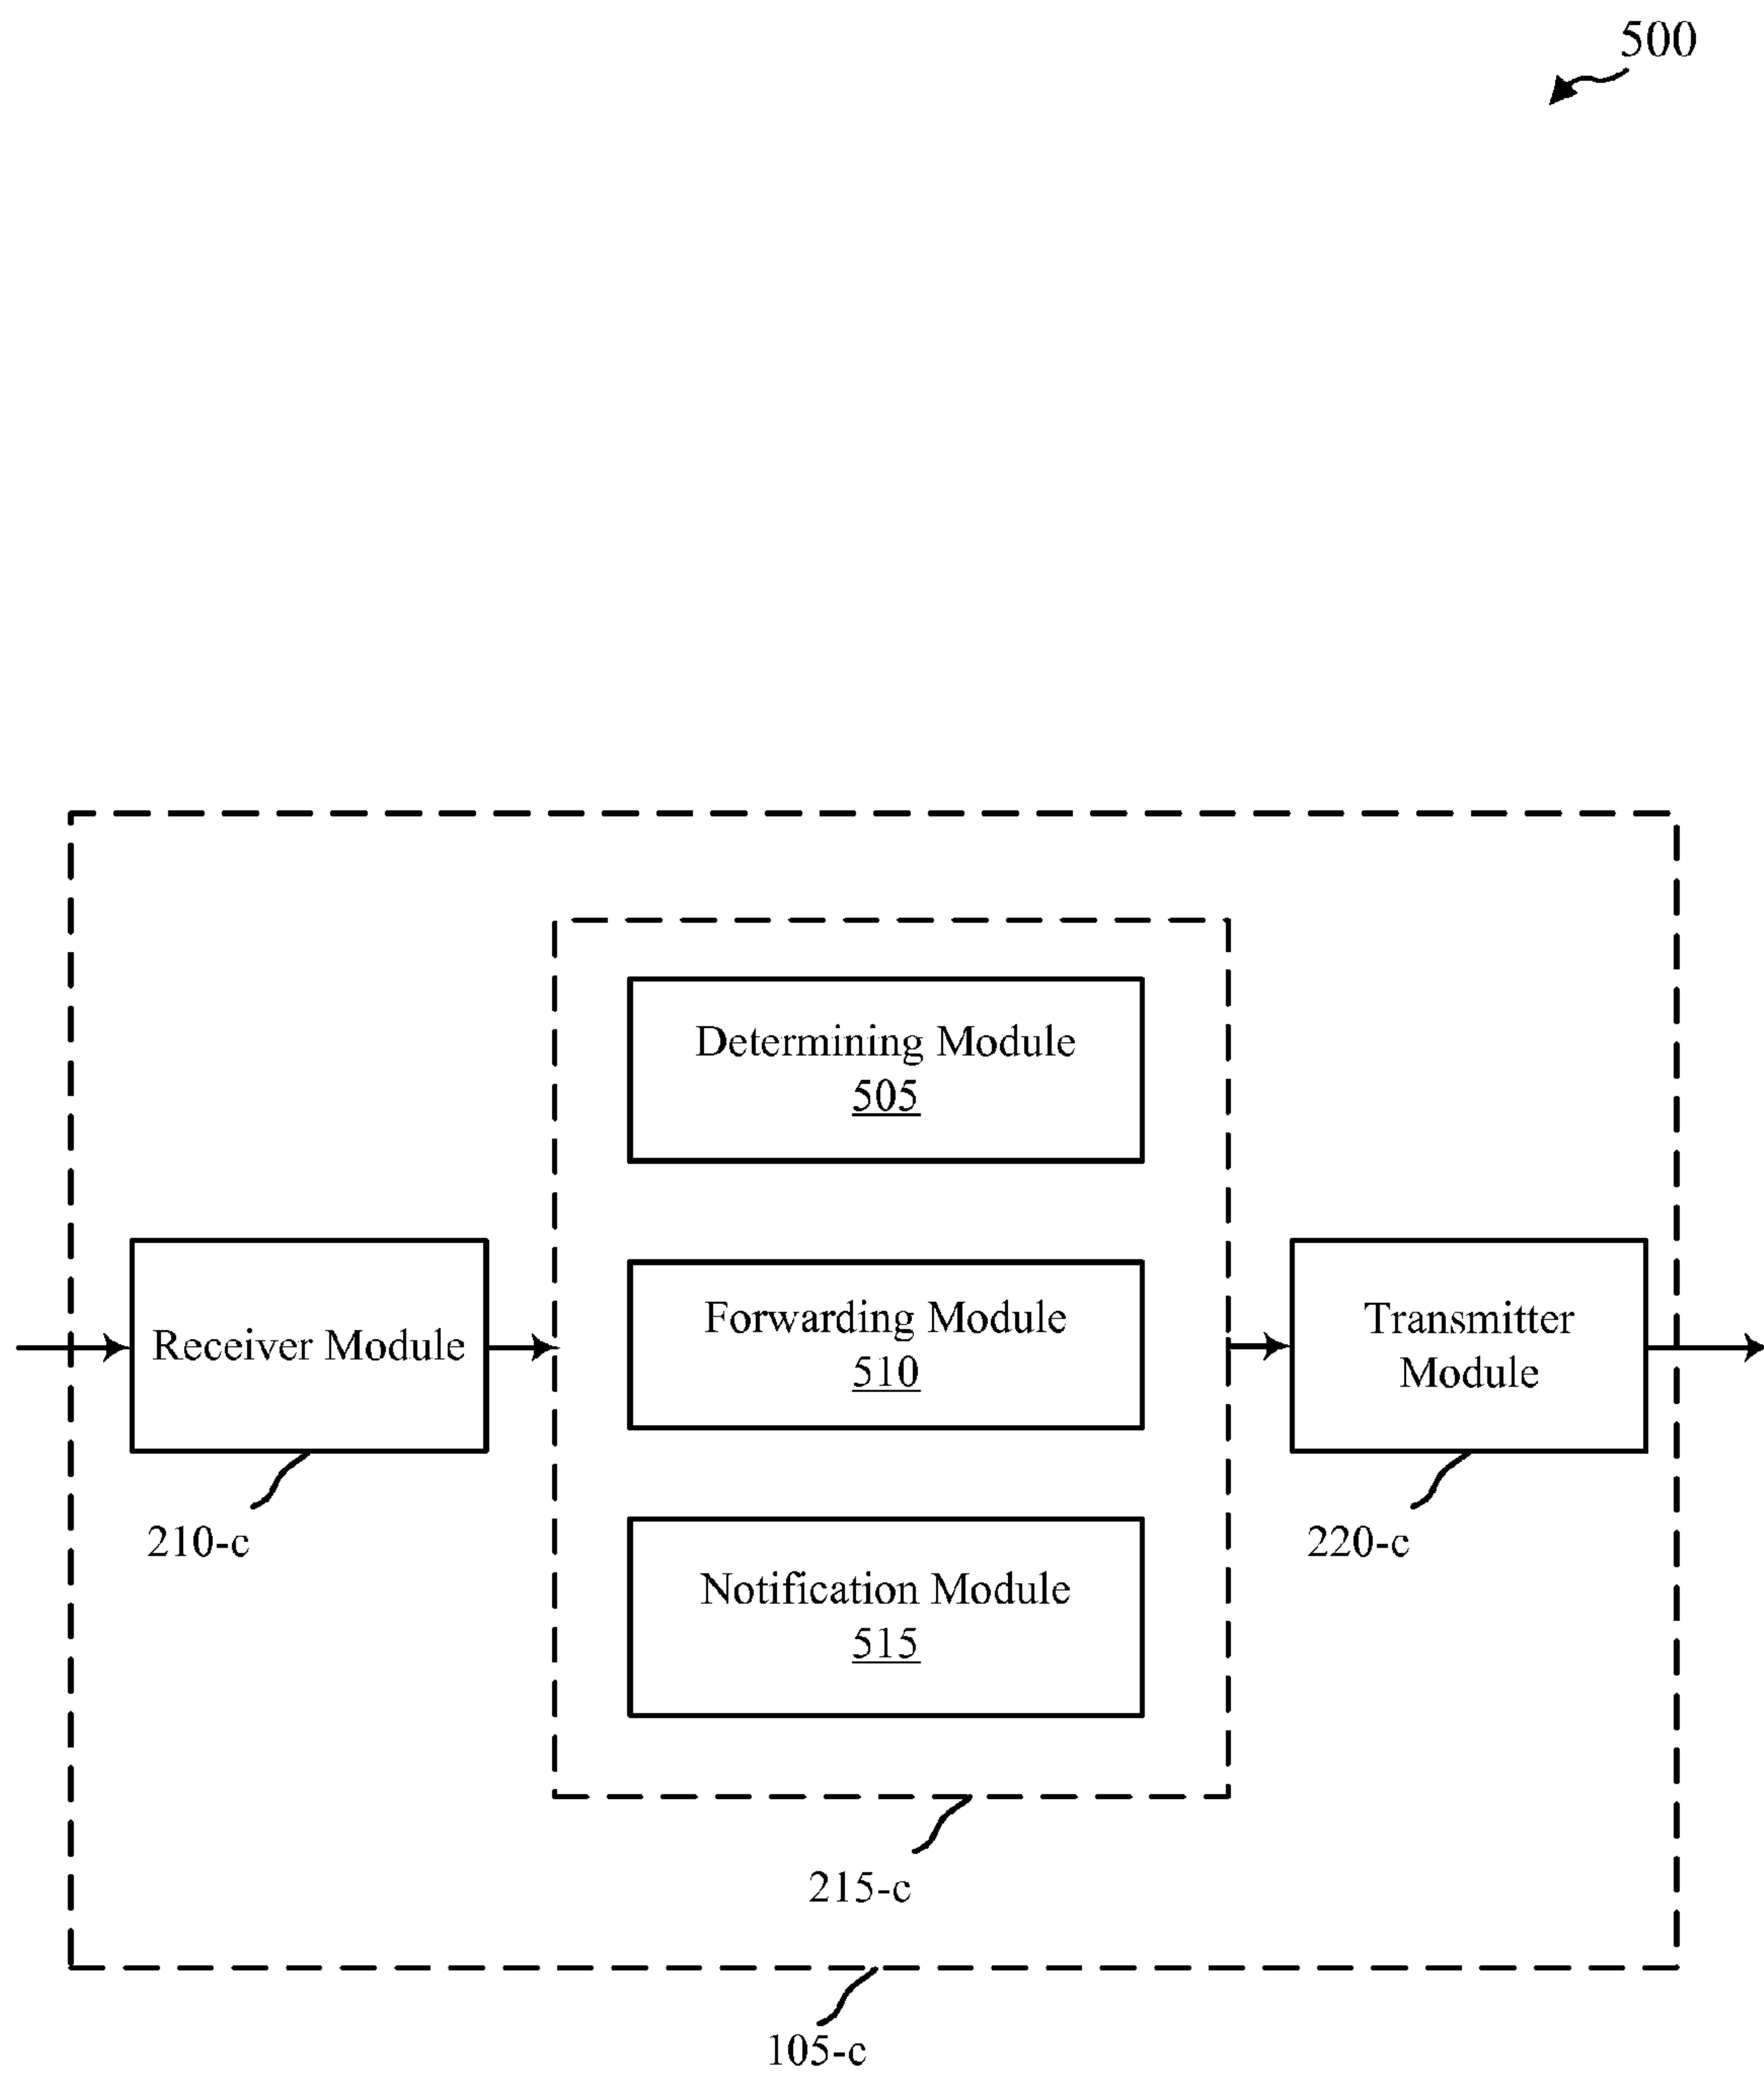 500
Determining Module
505
Receiver Module
Forwarding Module
510
Transmitter
Module
210-c
220-c
Notification Module
515
215-c
105-c